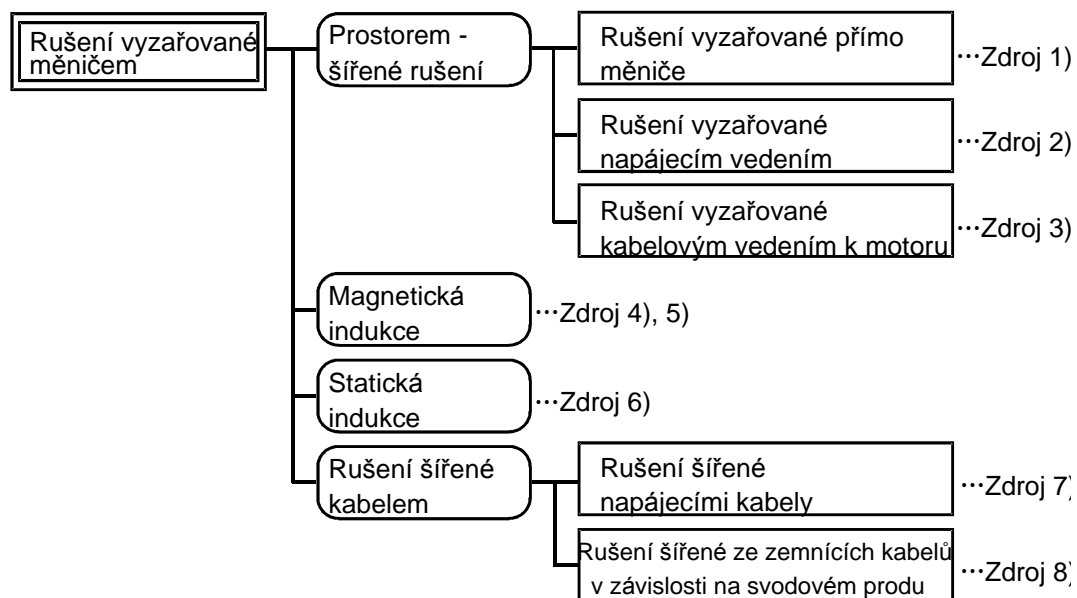 Rušení vyzařované
měničem
Prostorem -
šířené rušení
Rušení vyzařované přímo
měniče
···Zdroj 1)
Rušení vyzařované
napájecím vedením
···Zdroj 2)
Rušení vyzařované
kabelovým vedením k motoru
···Zdroj 3)
Magnetická
indukce
···Zdroj 4), 5)
Statická
indukce
···Zdroj 6)
Rušení šířené
kabelem
Rušení šířené
napájecími kabely
···Zdroj 7)
Rušení šířené ze zemnících kabelů
v závislosti na svodovém produ
···Zdroj 8)